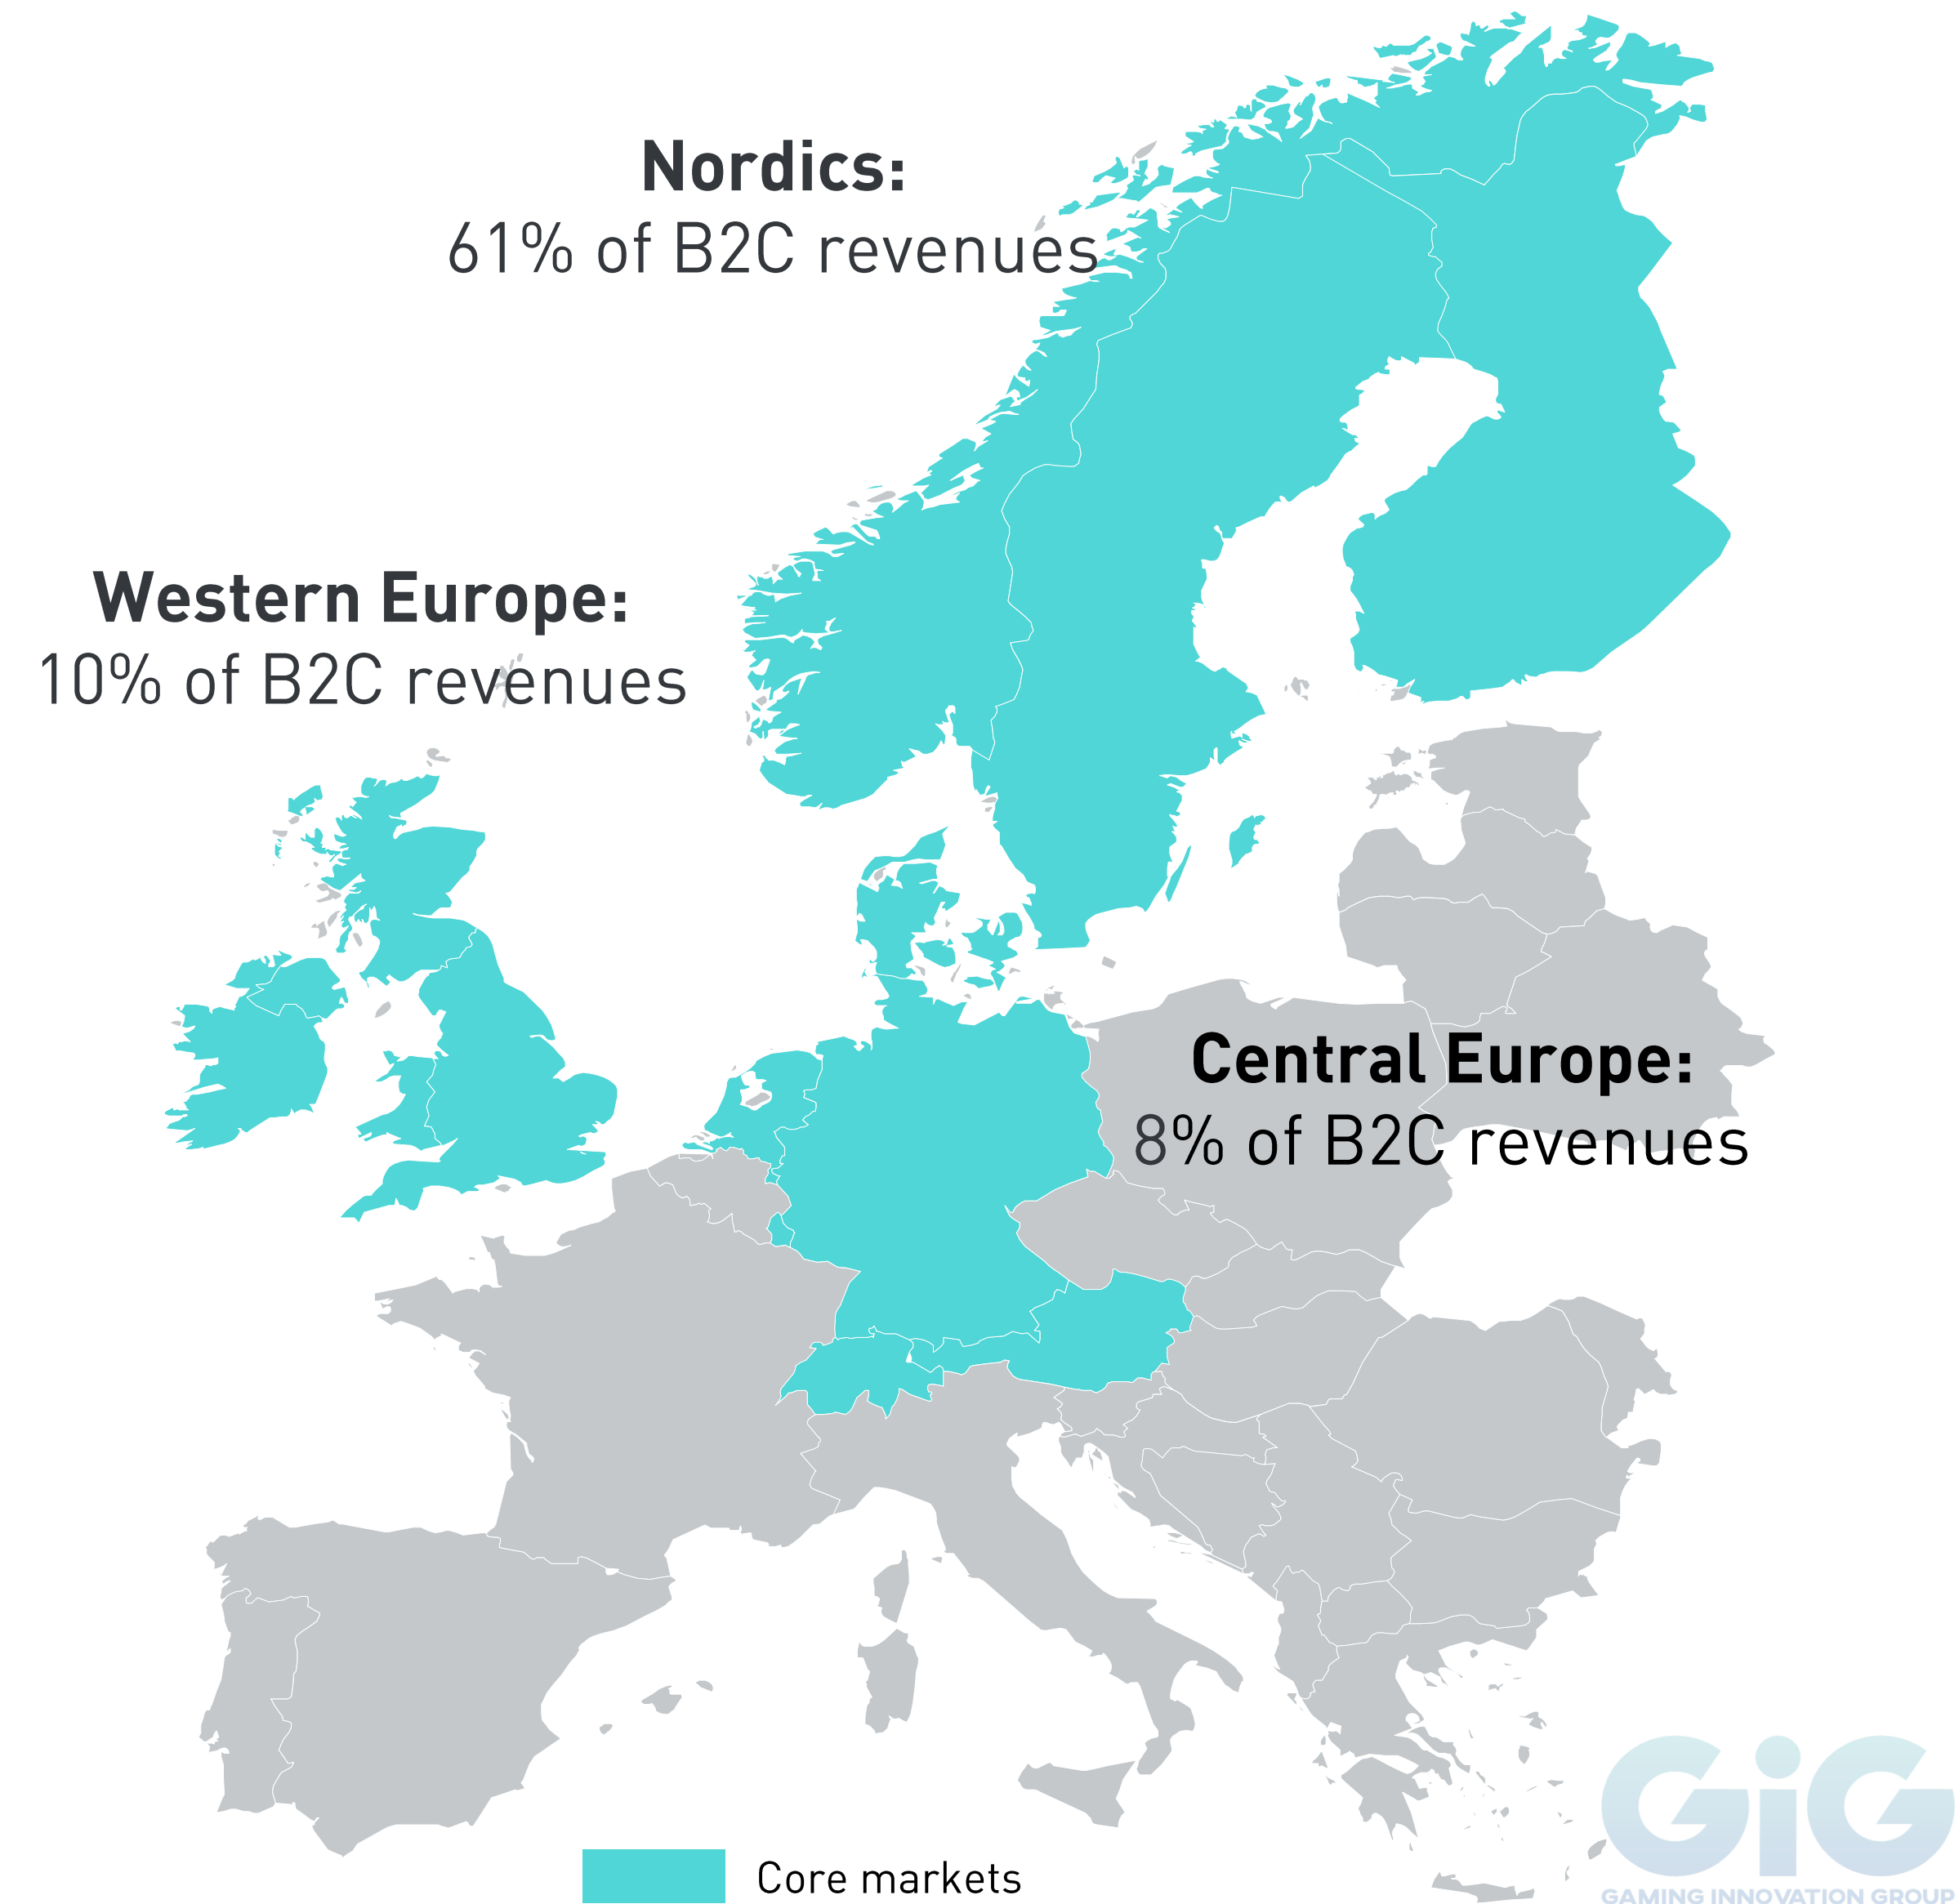 Nordics:
61% of B2C revenues
Western Europe:
10% of B2C revenues
Central Europe:
8% of B2C revenues
Core markets
GiG
GAMING INNOVATION GROUP